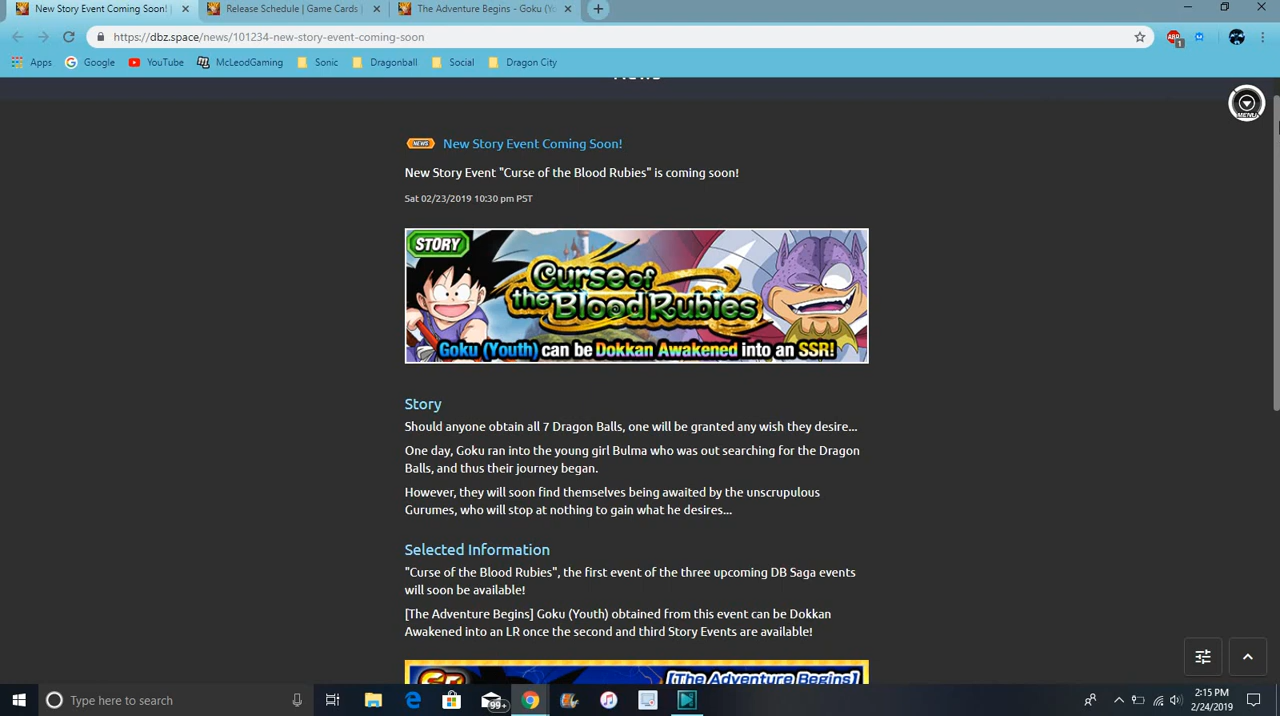 New Story Event Coming Soon! |
Release Schedule | Game Cards |
The Adventure Begins - Goku (Yo
https://dbz.space/news/101234-new-story-event-coming-soon
Apps Google YouTube McLeodGaming Sonic Dragonball Social Dragon City
ABP
1
News
MENU
NEWS New Story Event Coming Soon!
New Story Event "Curse of the Blood Rubies" is coming soon!
Sat 02/23/2019 10:30 pm PST
STORY
Curse of
the Blood Rubies
Goku (Youth) can be Dokkan Awakened into an SSR!
Story
Should anyone obtain all 7 Dragon Balls, one will be granted any wish they desire...
One day, Goku ran into the young girl Bulma who was out searching for the Dragon
Balls, and thus their journey began.
However, they will soon find themselves being awaited by the unscrupulous
Gurumes, who will stop at nothing to gain what he desires...
Selected Information
"Curse of the Blood Rubies", the first event of the three upcoming DB Saga events
will soon be available!
[The Adventure Begins] Goku (Youth) obtained from this event can be Dokkan
Awakened into an LR once the second and third Story Events are available!
[The Adventure Begins]
Type here to search
99+
2:15 PM
2/24/2019